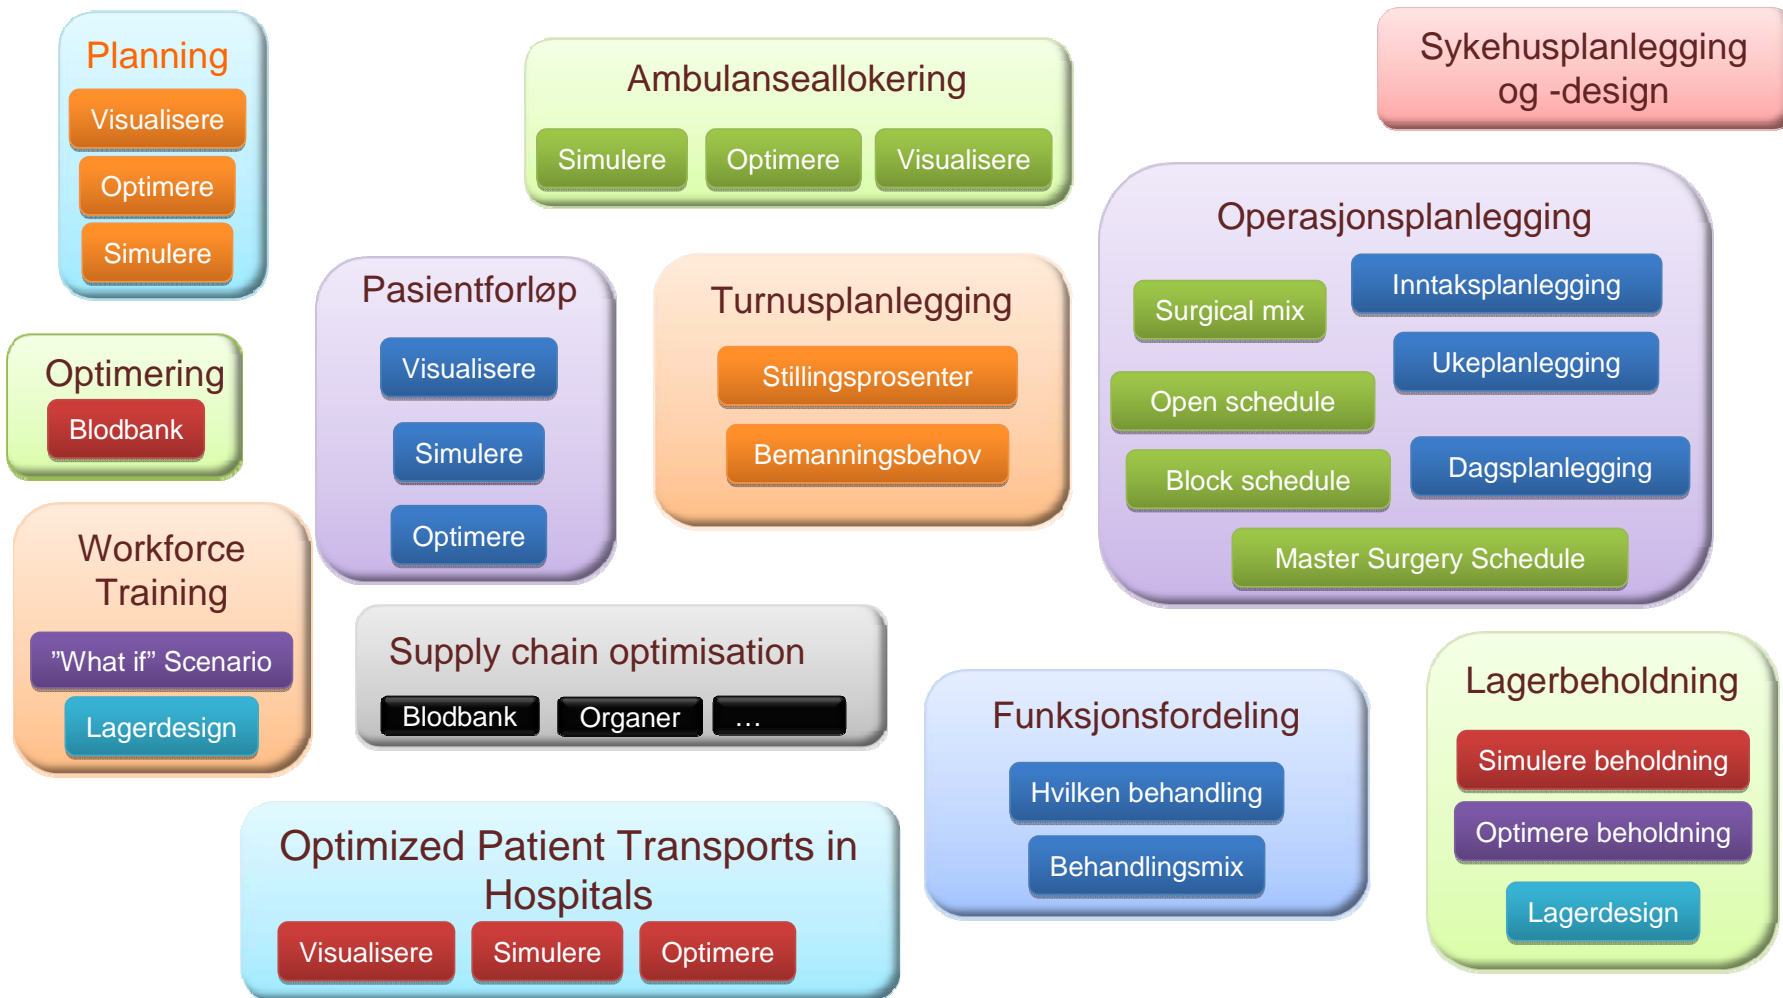 Planning
Visualisere
Optimere
Simulere
Ambulanseallokering
Simulere
Optimere
Visualisere
Sykehusplanlegging
og -design
Operasjonsplanlegging
Surgical mix
Inntaksplanlegging
Ukeplanlegging
Open schedule
Block schedule
Dagsplanlegging
Master Surgery Schedule
Pasientforløp
Visualisere
Simulere
Optimere
Turnusplanlegging
Stillingsprosenter
Bemanningsbehov
Optimering
Blodbank
Workforce
Training
”What if” Scenario
Lagerdesign
Supply chain optimisation
Blodbank
Organer
...
Funksjonsfordeling
Hvilken behandling
Behandlingsmix
Lagerbeholdning
Simulere beholdning
Optimere beholdning
Lagerdesign
Optimized Patient Transports in
Hospitals
Visualisere
Simulere
Optimere